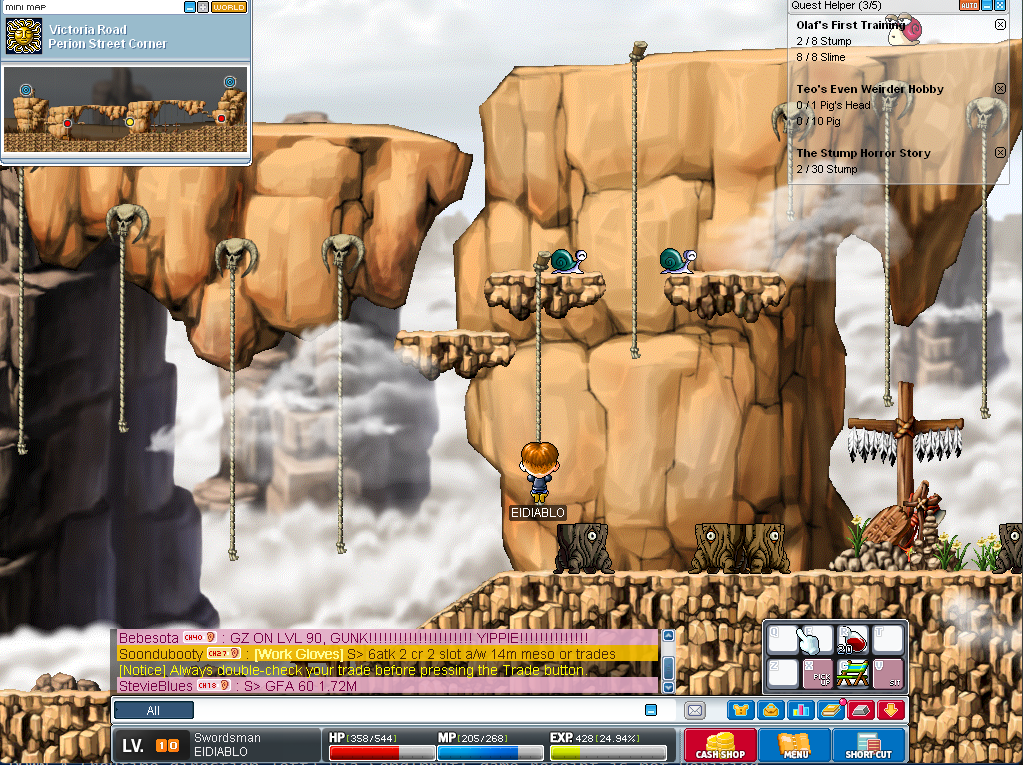 MINI MAP
WORLD
Victoria Road
Perion Street Corner
Quest Helper (3/5)
AUTO
Olaf's First Training
2 / 8 Stump
8 / 8 Slime
Teo's Even Weirder Hobby
0 / 1 Pig's Head
0 / 10 Pig
The Stump Horror Story
2 / 30 Stump
EIDIABLO
Bebesota CH40 : GZ ON LVL 90, GUNK!!!!!!!!!!!!!!!!!!!!!! YIPPIE!!!!!!!!!!!!!!!
Soondubooty CH27 : [Work Gloves] S> 6atk 2 cr 2 slot a/w 14m meso or trades
[Notice] Always double-check your trade before pressing the Trade button.
StevieBlues CH18 : S> GFA 60 1.72M
PICK UP
SIT
All
LV. 10
Swordsman
EIDIABLO
HP [358/544]
MP [205/268]
EXP. 428 [24.94%]
CASH SHOP
MENU
SHORT CUT